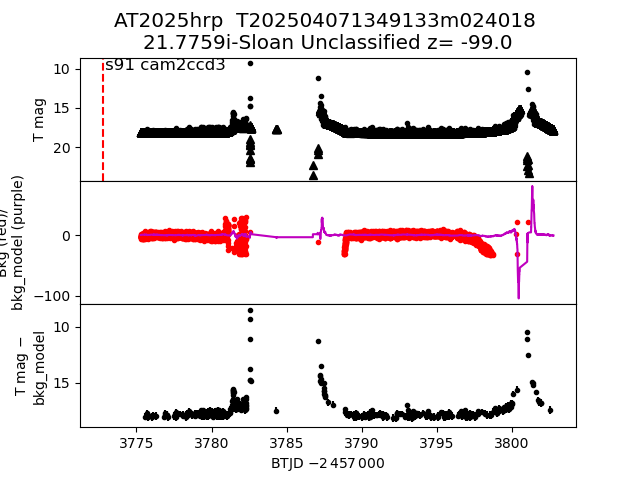 AT2025hrp T202504071349133m024018
21.7759i-Sloan Unclassified z= -99.0
s91 cam2ccd3
10
15
20
T mag
0
−100
Bkg (red)/
bkg_model (purple)
10
15
T mag −
bkg_model
3775 3780 3785 3790 3795 3800
BTJD −2 457 000